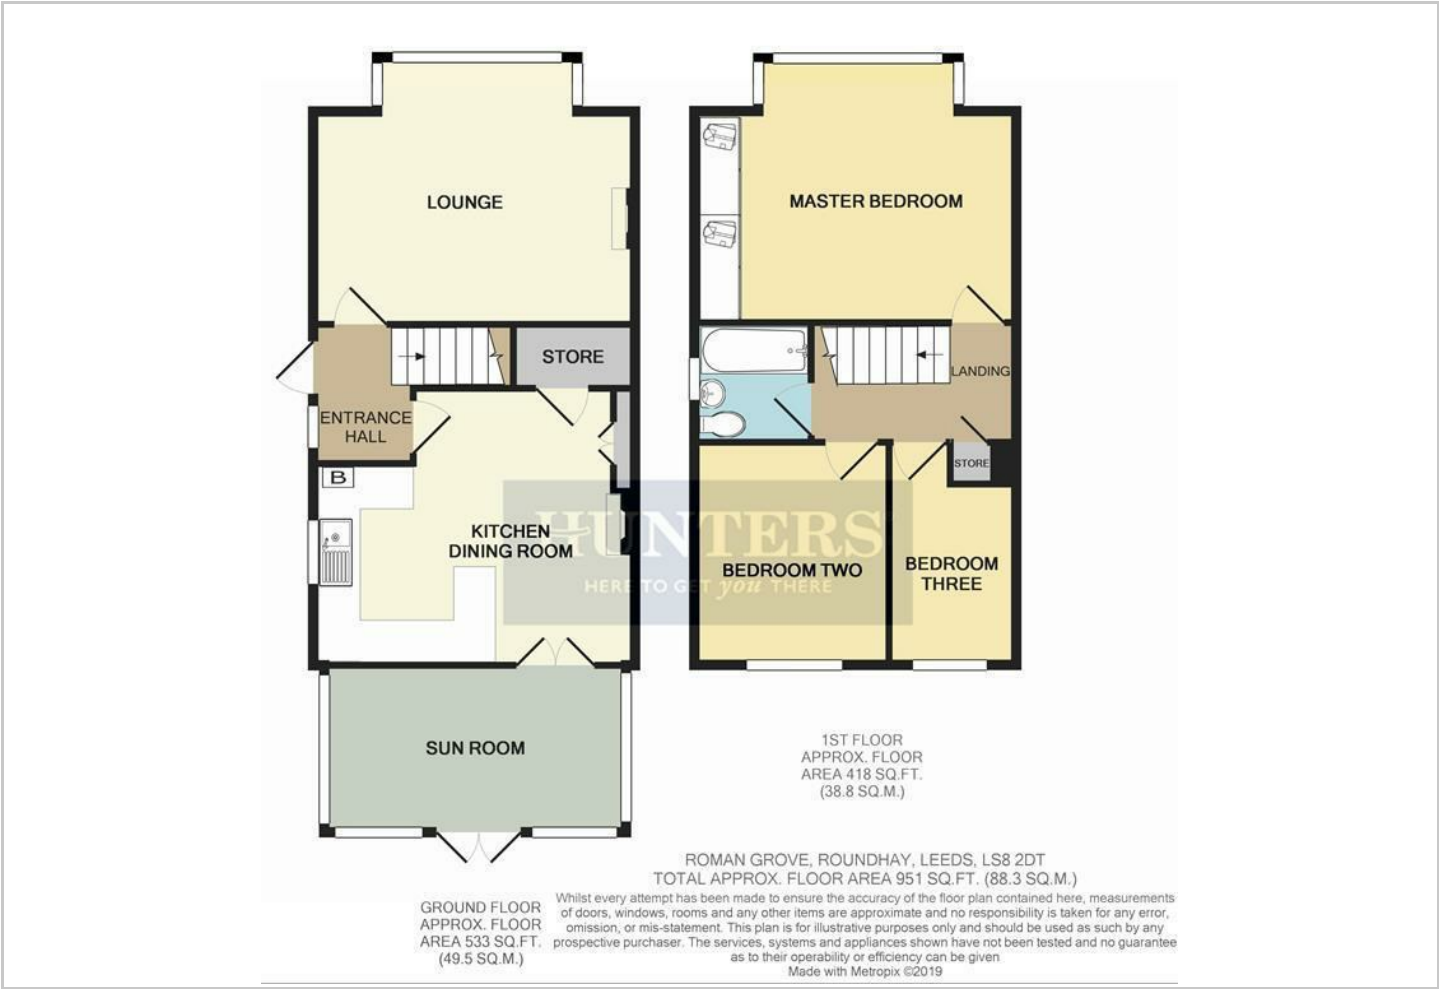 LOUNGE
MASTER BEDROOM
STORE
LANDING
ENTRANCE
HALL
B
STORE
KITCHEN
DINING ROOM
HUNTERS
HERE TO GET you THERE
BEDROOM TWO
BEDROOM
THREE
SUN ROOM
1ST FLOOR
APPROX. FLOOR
AREA 418 SQ.FT.
(38.8 SQ.M.)
GROUND FLOOR
APPROX. FLOOR
AREA 533 SQ.FT.
(49.5 SQ.M.)
ROMAN GROVE, ROUNDHAY, LEEDS, LS8 2DT
TOTAL APPROX. FLOOR AREA 951 SQ.FT. (88.3 SQ.M.)
Whilst every attempt has been made to ensure the accuracy of the floor plan contained here, measurements
of doors, windows, rooms and any other items are approximate and no responsibility is taken for any error,
omission, or mis-statement. This plan is for illustrative purposes only and should be used as such by any
prospective purchaser. The services, systems and appliances shown have not been tested and no guarantee
as to their operability or efficiency can be given
Made with Metropix ©2019